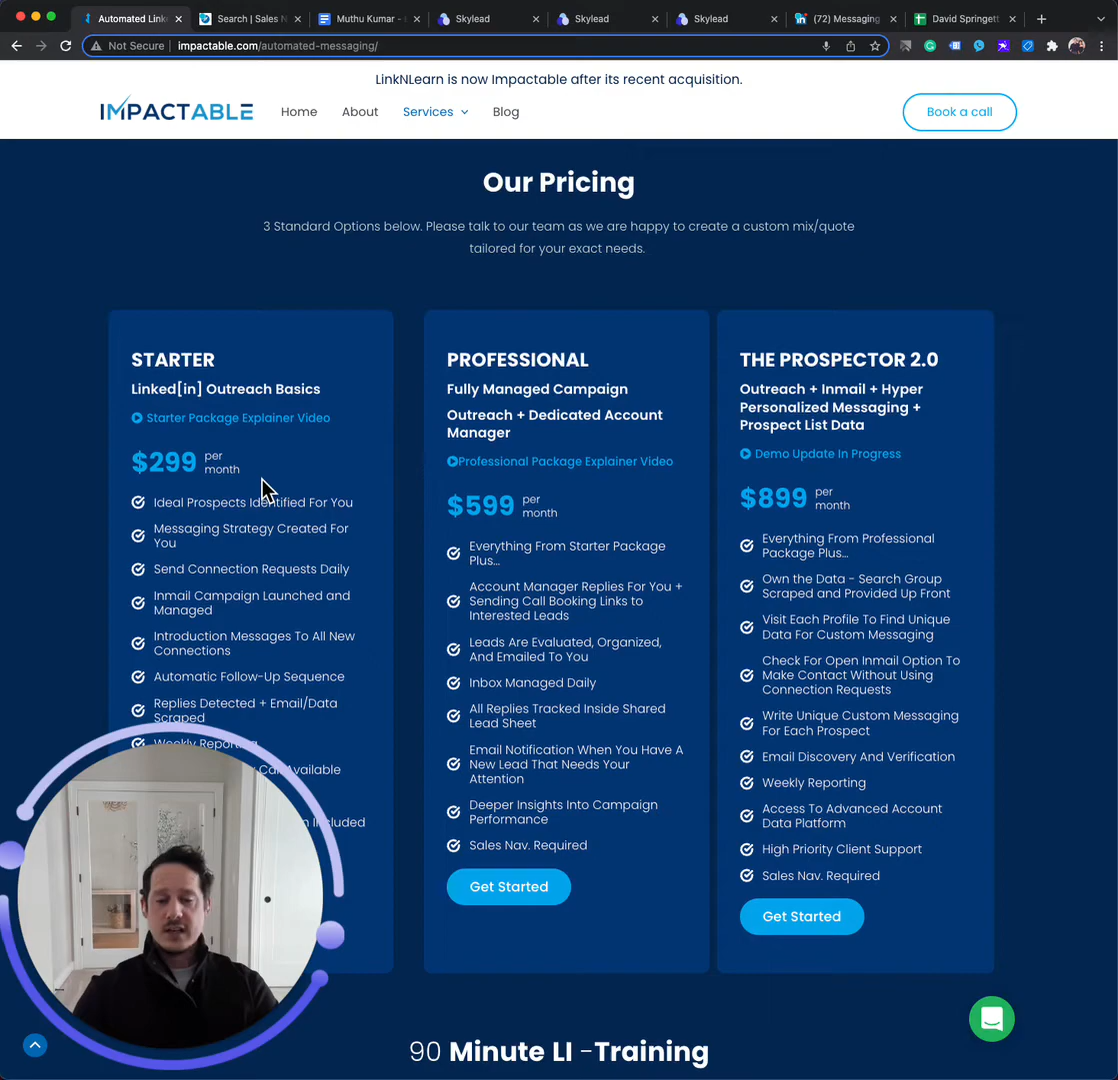 Automated Link
Search | Sales N
Muthu Kumar -
Skylead
Skylead
Skylead
(72) Messaging
David Springett
Not Secure
impactable.com/automated-messaging/
LinkNLearn is now Impactable after its recent acquisition.
IMPACTABLE
Home
About
Services
Blog
Book a call
Our Pricing
3 Standard Options below. Please talk to our team as we are happy to create a custom mix/quote
tailored for your exact needs.
STARTER
Linked[in] Outreach Basics
Starter Package Explainer Video
$299 per
month
Ideal Prospects Identified For You
Messaging Strategy Created For
You
Send Connection Requests Daily
Inmail Campaign Launched and
Managed
Introduction Messages To All New
Connections
Automatic Follow-Up Sequence
Replies Detected + Email/Data
Scraped
Weekly Reporting
Call Available
Included
PROFESSIONAL
Fully Managed Campaign
Outreach + Dedicated Account
Manager
Professional Package Explainer Video
$599 per
month
Everything From Starter Package
Plus...
Account Manager Replies For You +
Sending Call Booking Links to
Interested Leads
Leads Are Evaluated, Organized,
And Emailed To You
Inbox Managed Daily
All Replies Tracked Inside Shared
Lead Sheet
Email Notification When You Have A
New Lead That Needs Your
Attention
Deeper Insights Into Campaign
Performance
Sales Nav. Required
Get Started
THE PROSPECTOR 2.0
Outreach + Inmail + Hyper
Personalized Messaging +
Prospect List Data
Demo Update In Progress
$899 per
month
Everything From Professional
Package Plus...
Own the Data - Search Group
Scraped and Provided Up Front
Visit Each Profile To Find Unique
Data For Custom Messaging
Check For Open Inmail Option To
Make Contact Without Using
Connection Requests
Write Unique Custom Messaging
For Each Prospect
Email Discovery And Verification
Weekly Reporting
Access To Advanced Account
Data Platform
High Priority Client Support
Sales Nav. Required
Get Started
90 Minute LI -Training